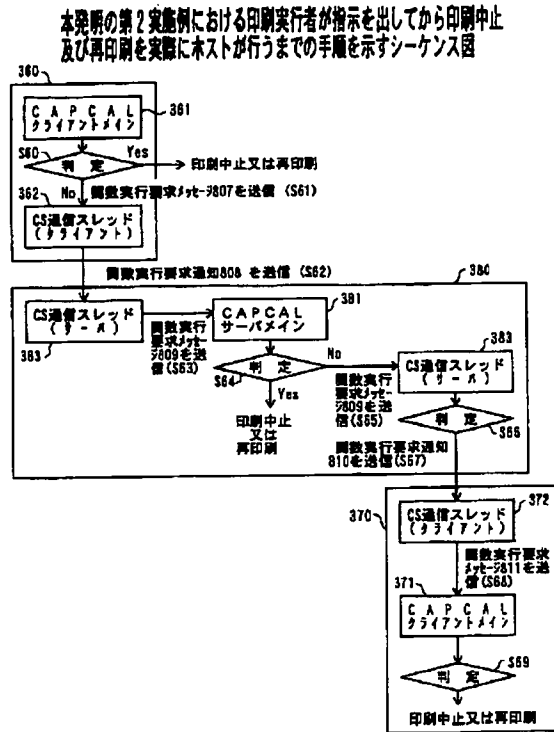 本発明の第2実施例における印刷実行者が指示を出してから印刷中止
及び再印刷を実際にホストが行うまでの手順を示すシーケンス図
360
CAPCAL
クライアントメイン
361
S60
判定
Yes
印刷中止又は再印刷
362
No
関数実行要求メッセージ807を送信 (S61)
CS通信スレッド
(クライアント)
関数実行要求通知808 を送信 (S62)
380
CS通信スレッド
(サーバ)
383
関数実行
要求メッセー
ジ809を送
信(S63)
381
CAPCAL
サーバメイン
S64
判定
No
Yes
印刷中止
又は
再印刷
関数実行
要求メッセー
ジ809を送
信(S65)
383
CS通信スレッド
(サーバ)
判定
S66
関数実行要求通知
810を送信(S67)
370
CS通信スレッド
(クライアント)
372
関数実行要求
メッセージ811を送
信(S68)
371
CAPCAL
クライアントメイン
判定
S69
印刷中止又は再印刷